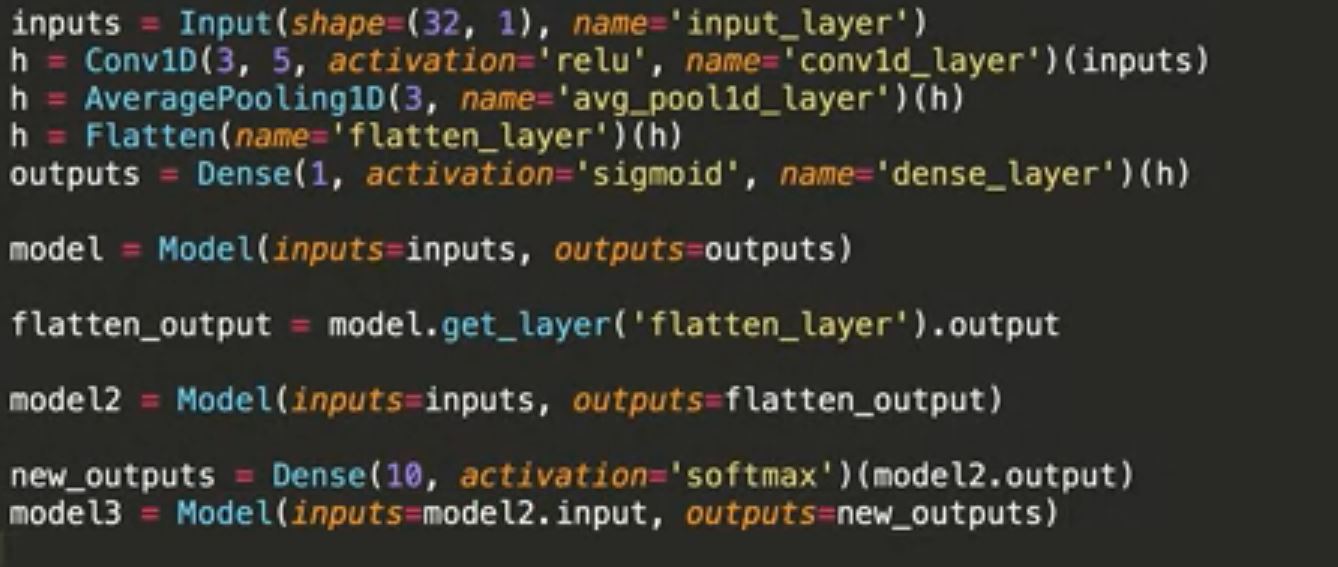 inputs = Input(shape=(32, 1), name='input_layer')
h = Conv1D(3, 5, activation='relu', name='conv1d_layer')(inputs)
h = AveragePooling1D(3, name='avg_pool1d_layer')(h)
h = Flatten(name='flatten_layer')(h)
outputs = Dense(1, activation='sigmoid', name='dense_layer')(h)
model = Model(inputs=inputs, outputs=outputs)
flatten_output = model.get_layer('flatten_layer').output
model2 = Model(inputs=inputs, outputs=flatten_output)
new_outputs = Dense(10, activation='softmax')(model2.output)
model3 = Model(inputs=model2.input, outputs=new_outputs)